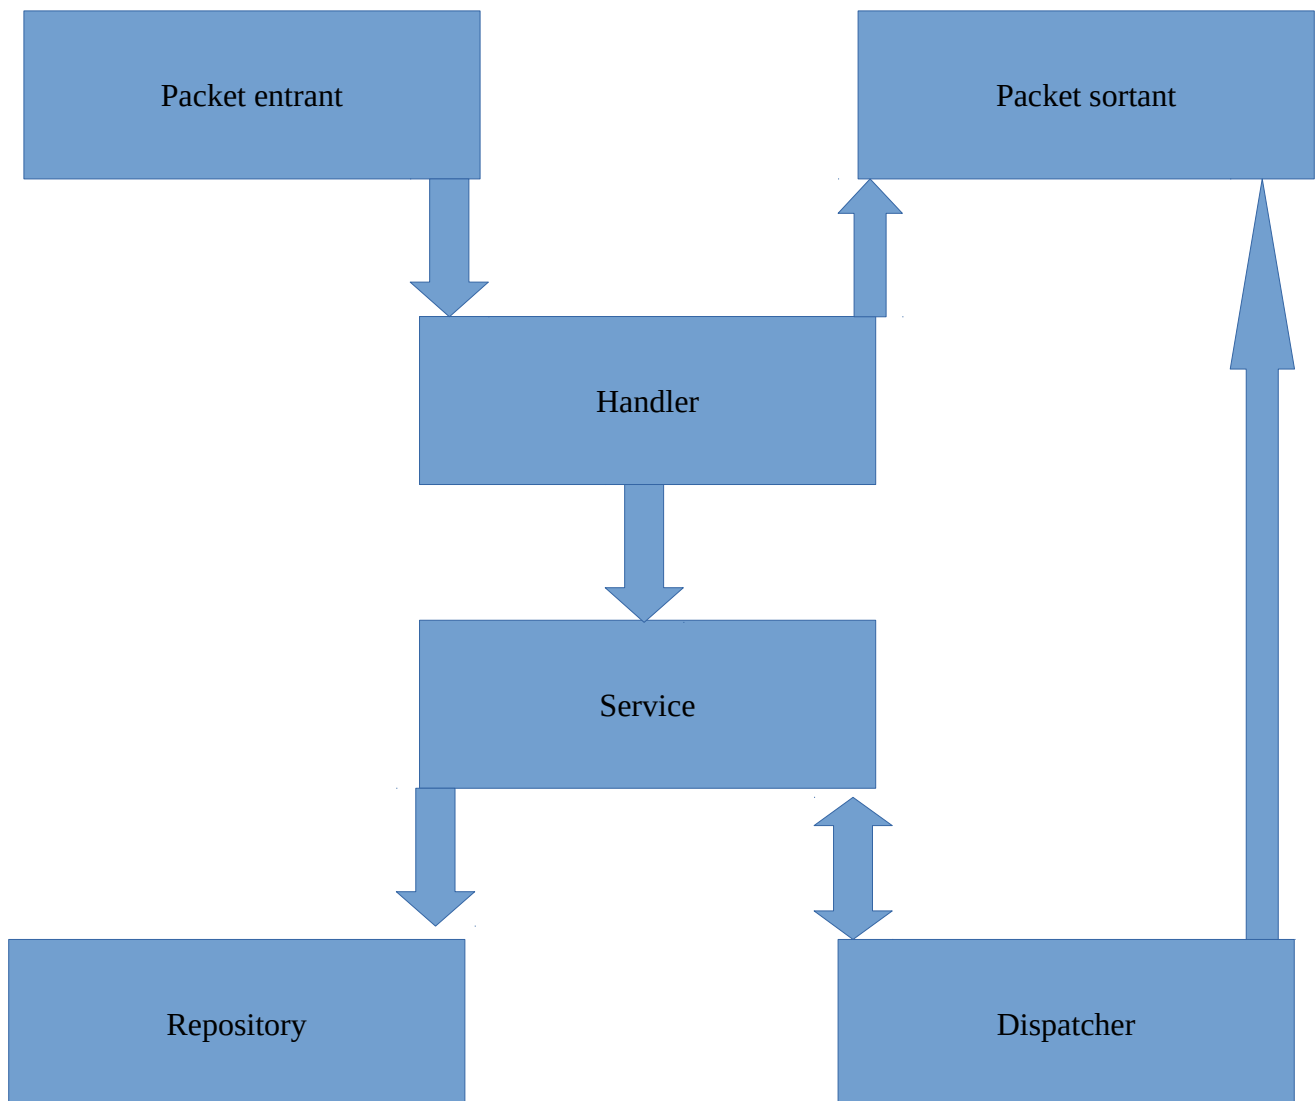 Packet entrant
Packet sortant
Handler
Service
Repository
Dispatcher